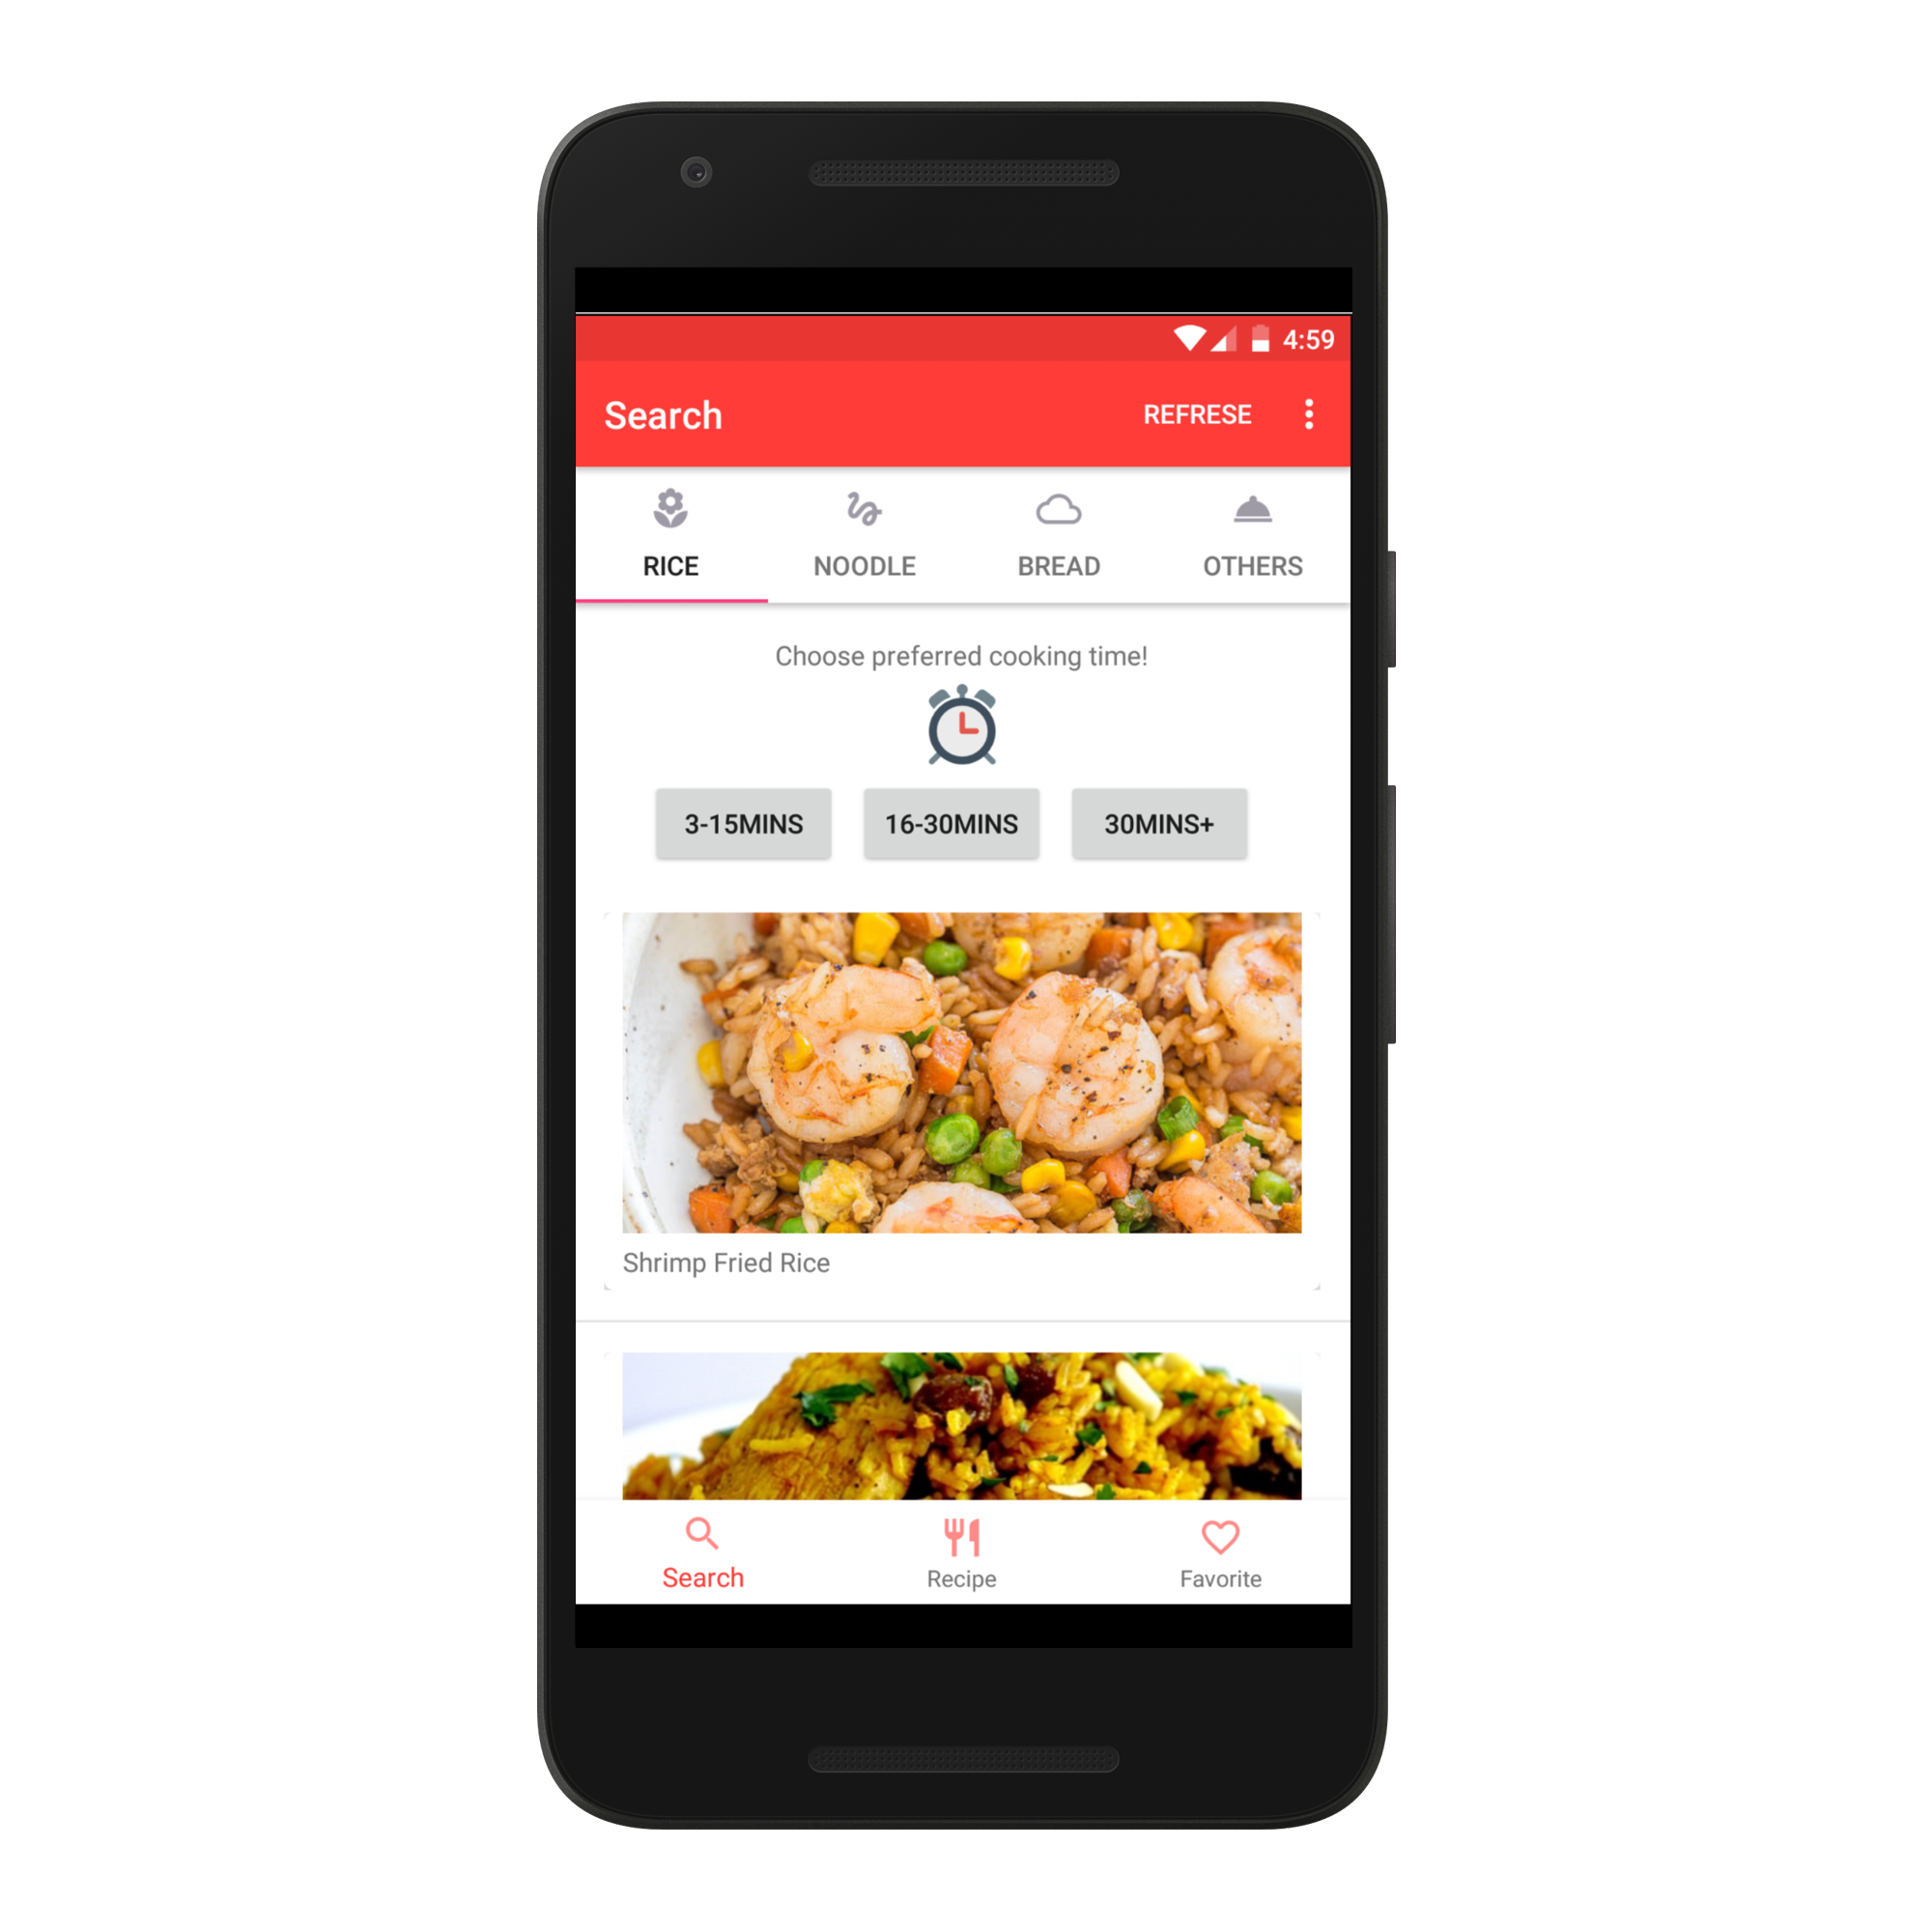 4:59
Search REFRESE
RICE NOODLE BREAD OTHERS
Choose preferred cooking time!
3-15MINS 16-30MINS 30MINS+
Shrimp Fried Rice
Search Recipe Favorite